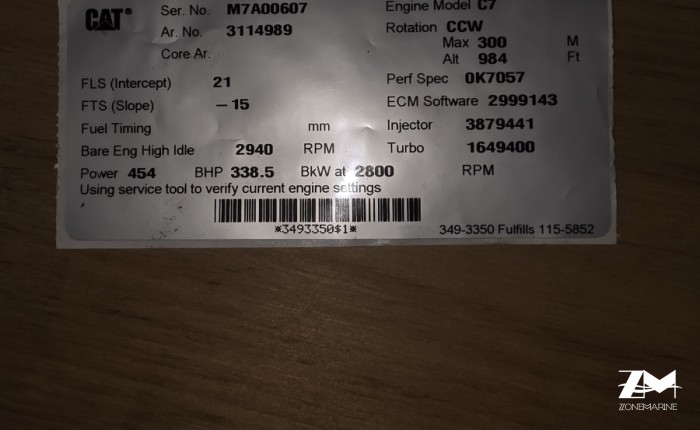 CAT
Ser. No. M7A00607
Engine Model C7
Ar. No. 3114989
Rotation CCW
Core Ar.
Max 300 M
Alt 984 Ft
FLS (Intercept) 21
Perf Spec 0K7057
FTS (Slope) – 15
ECM Software 2999143
Fuel Timing mm
Injector 3879441
Bare Eng High Idle 2940 RPM
Turbo 1649400
Power 454 BHP 338.5 BkW at 2800 RPM
Using service tool to verify current engine settings
*3493350$1*
349-3350 Fulfills 115-5852
ZM
ZONEMARINE